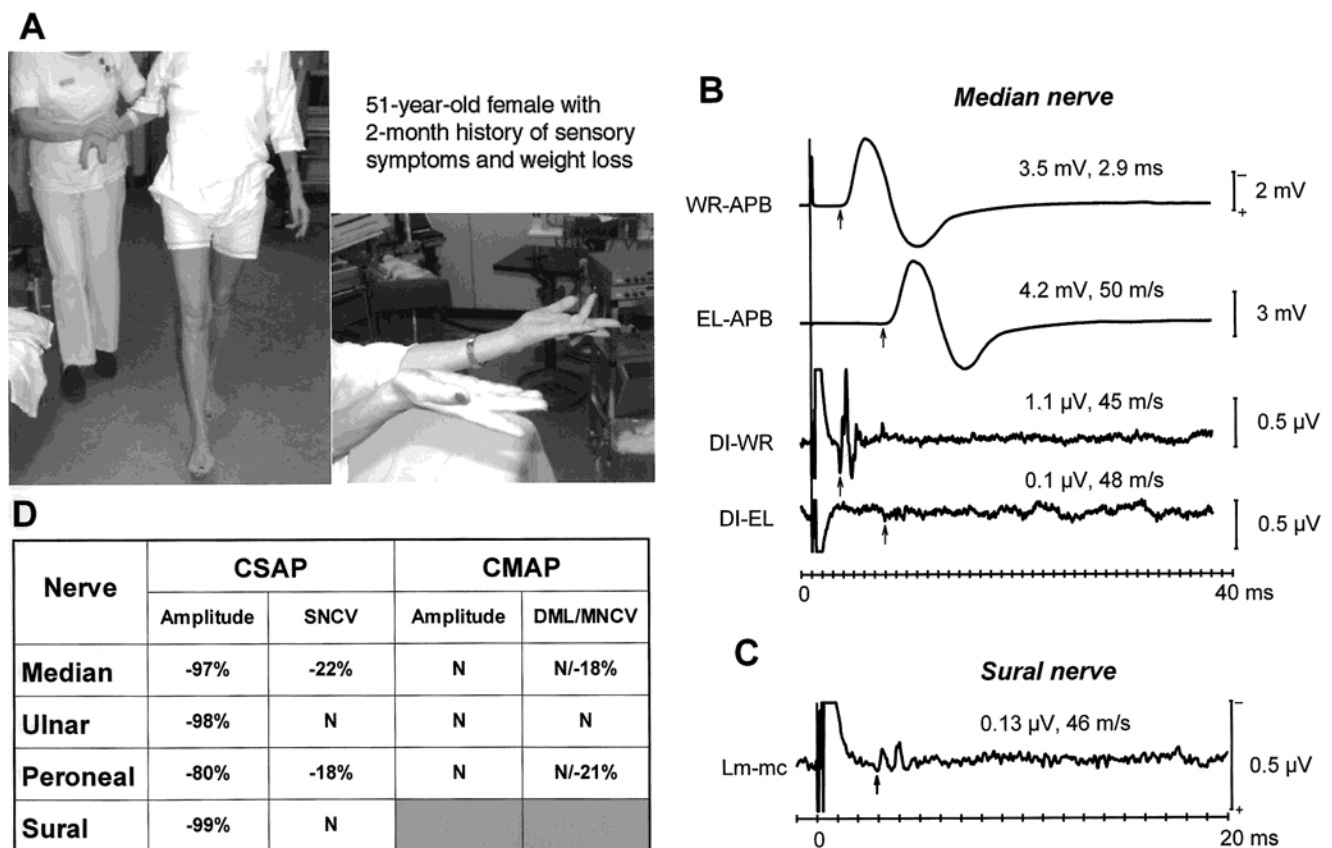 A
51-year-old female with
2-month history of sensory
symptoms and weight loss
B
Median nerve
WR-APB
3.5 mV, 2.9 ms
−
2 mV
+
EL-APB
4.2 mV, 50 m/s
3 mV
DI-WR
1.1 µV, 45 m/s
0.5 µV
DI-EL
0.1 µV, 48 m/s
0.5 µV
0
40 ms
C
Sural nerve
Lm-mc
0.13 µV, 46 m/s
−
0.5 µV
+
0
20 ms
D
Nerve CSAP CMAP
Amplitude SNCV Amplitude DML/MNCV
Median -97% -22% N N/-18%
Ulnar -98% N N N
Peroneal -80% -18% N N/-21%
Sural -99% N